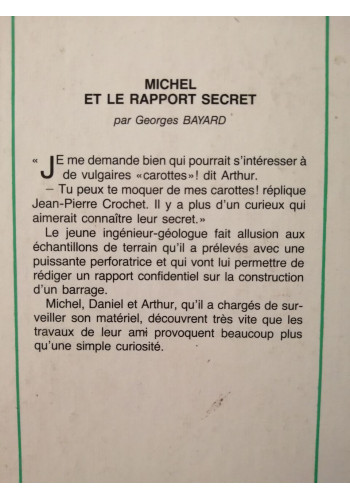 MICHEL
ET LE RAPPORT SECRET
par Georges BAYARD
« JE me demande bien qui pourrait s'intéresser à
de vulgaires «carottes»! dit Arthur.
– Tu peux te moquer de mes carottes! réplique
Jean-Pierre Crochet. Il y a plus d'un curieux qui
aimerait connaître leur secret.»
Le jeune ingénieur-géologue fait allusion aux
échantillons de terrain qu'il a prélevés avec une
puissante perforatrice et qui vont lui permettre de
rédiger un rapport confidentiel sur la construction
d'un barrage.
Michel, Daniel et Arthur, qu'il a chargés de sur-
veiller son matériel, découvrent très vite que les
travaux de leur ami provoquent beaucoup plus
qu'une simple curiosité.